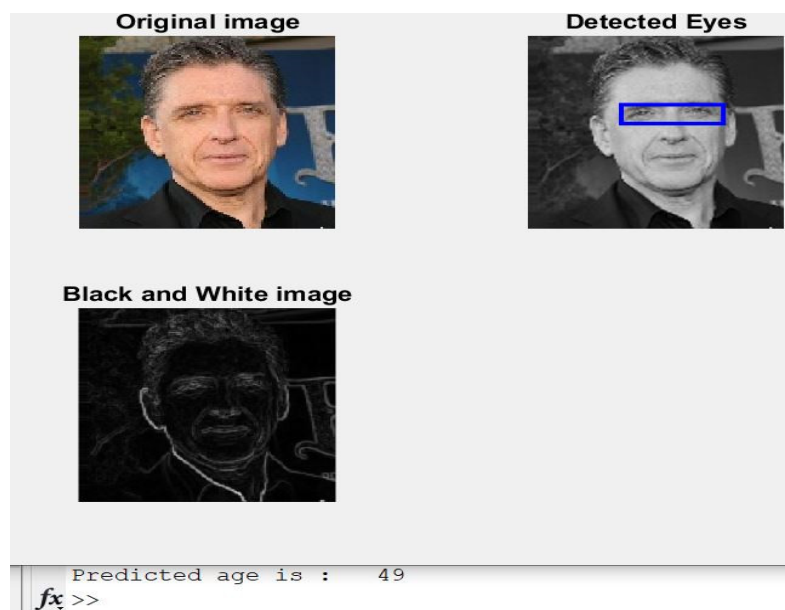 Original image
Detected Eyes
Black and White image
Predicted age is : 49
fx >>